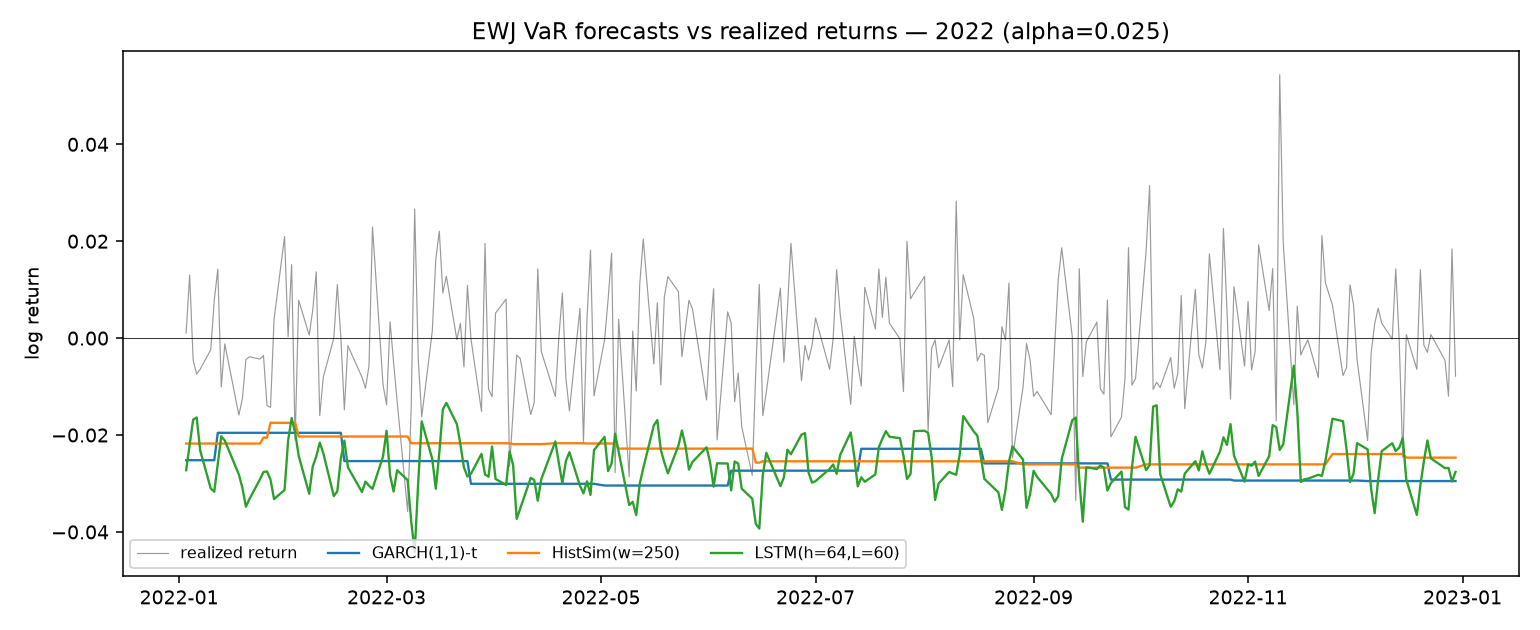 EWJ VaR forecasts vs realized returns — 2022 (alpha=0.025)
log return
0.04
0.02
0.00
−0.02
−0.04
realized return
GARCH(1,1)-t
HistSim(w=250)
LSTM(h=64,L=60)
2022-01
2022-03
2022-05
2022-07
2022-09
2022-11
2023-01